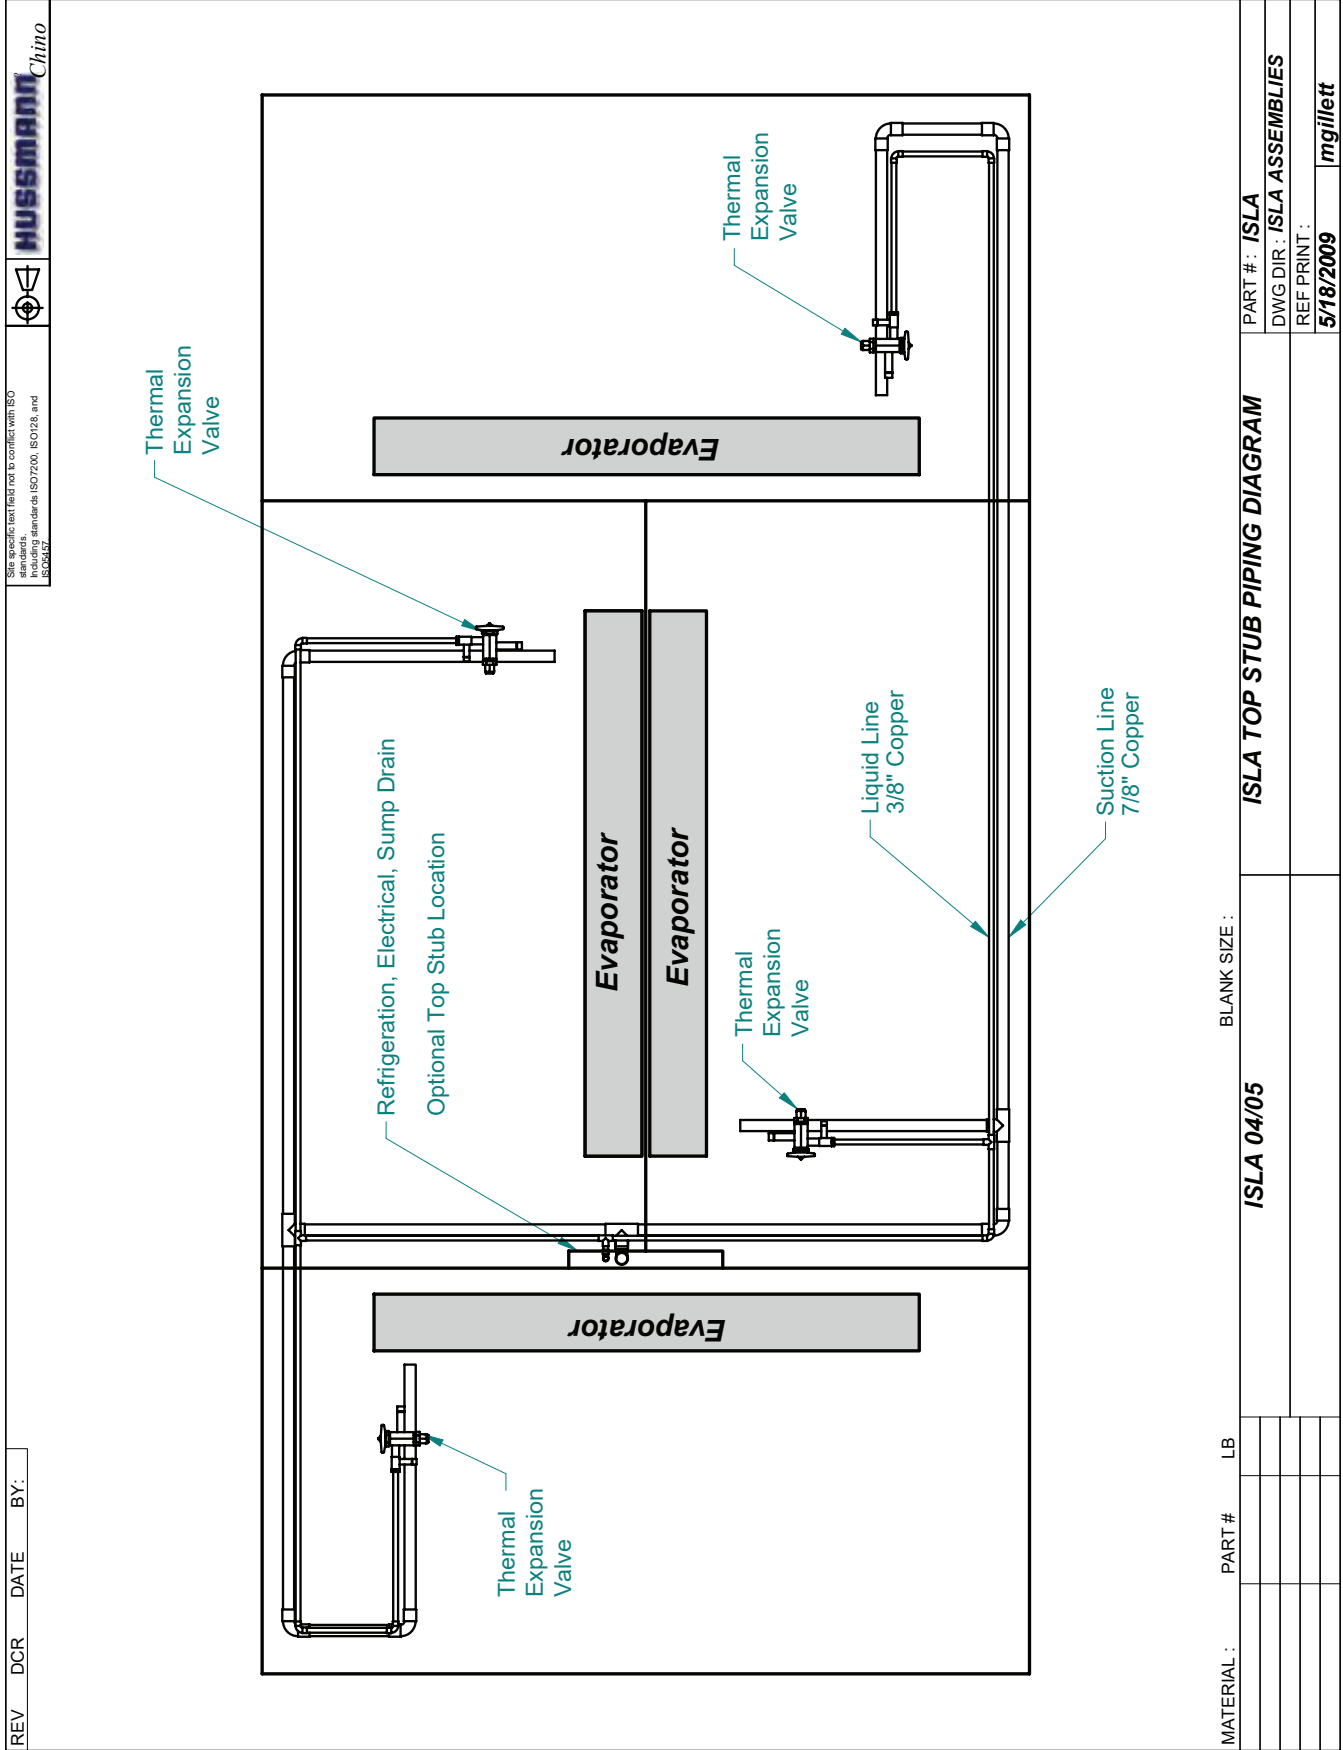 REV DCR DATE BY:
Site specific text field not to conflict with ISO
standards.
Including standards ISO7200, ISO128, and
ISO5457.
HUSSMANN
Chino
Thermal
Expansion
Valve
Thermal
Expansion
Valve
Refrigeration, Electrical, Sump Drain
Optional Top Stub Location
Evaporator
Evaporator
Evaporator
Evaporator
Thermal
Expansion
Valve
Thermal
Expansion
Valve
Liquid Line
3/8" Copper
Suction Line
7/8" Copper
MATERIAL :
PART #
LB
BLANK SIZE :
ISLA 04/05
ISLA TOP STUB PIPING DIAGRAM
PART # : ISLA
DWG DIR : ISLA ASSEMBLIES
REF PRINT :
5/18/2009
mgillett